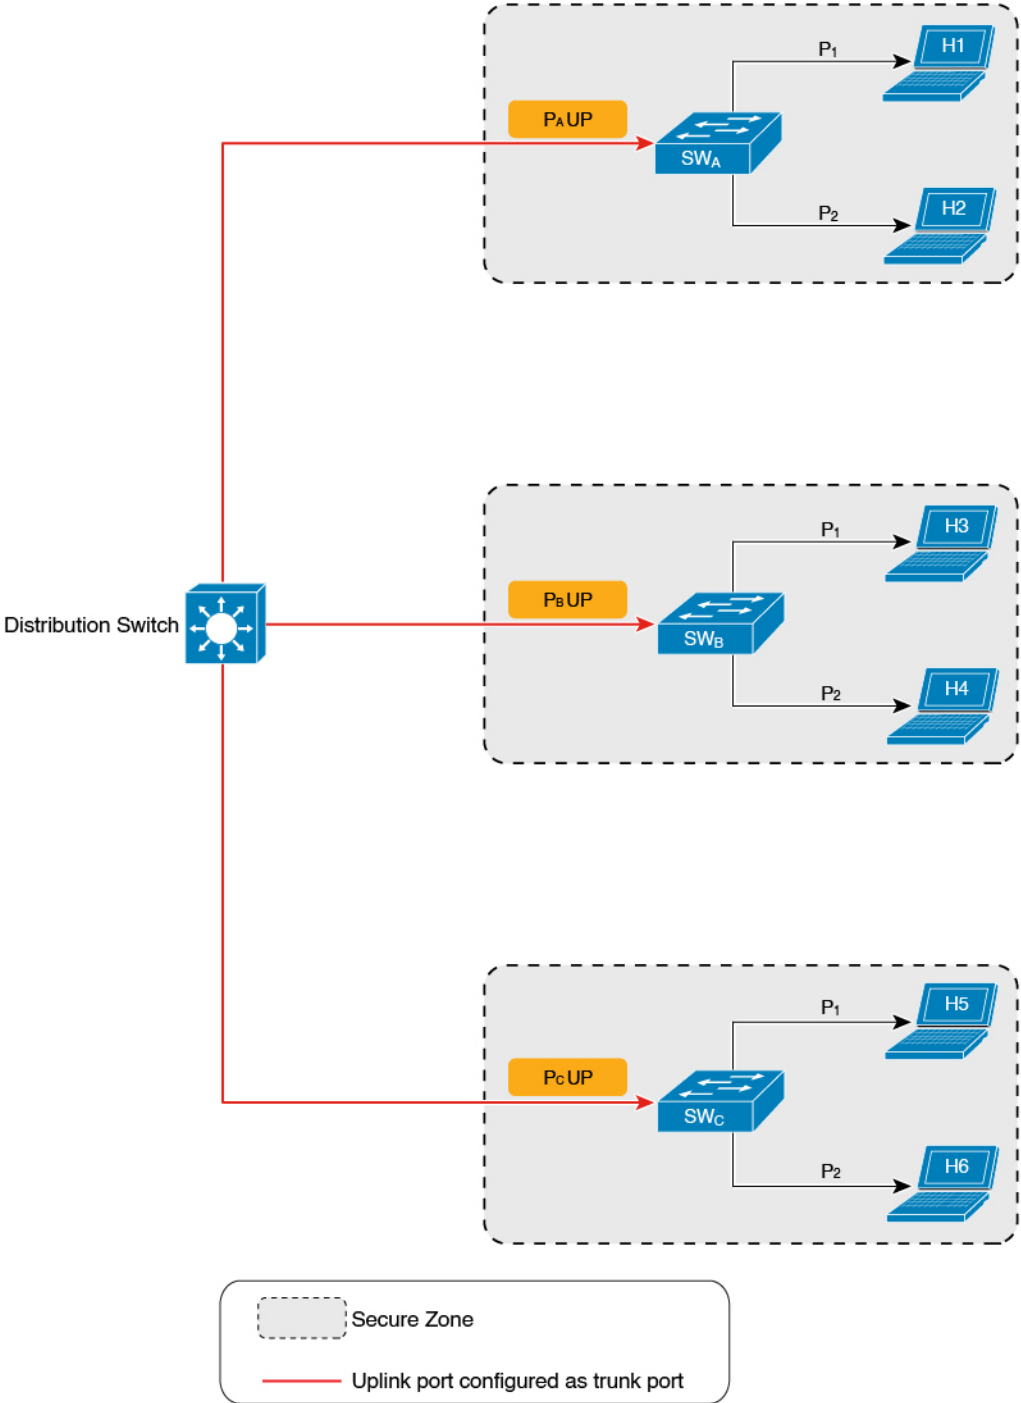 H1
P1
PA UP
SWA
H2
P2
H3
P1
PB UP
SWB
Distribution Switch
H4
P2
H5
P1
PC UP
SWC
H6
P2
Secure Zone
Uplink port configured as trunk port